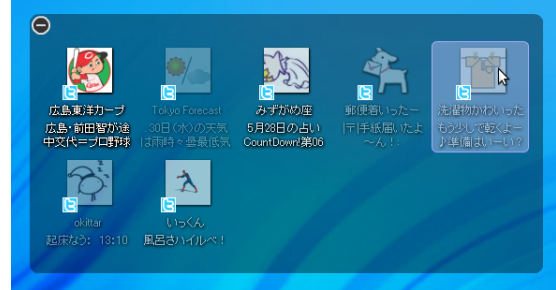 広島東洋カープ
広島・前田智が途
中交代＝プロ野球
Tokyo Forecast
30日(水)の天気
は雨時々曇最低気
みずがめ座
5月28日の占い
CountDown!第06
郵便着いったー
|〒|手紙届いたよ
～ん！:
洗濯物かわいった
もう少しで乾くよー
♪準備はいーい？
okittar
起床なう: 13:10
いっくん
風呂さハイルベ！